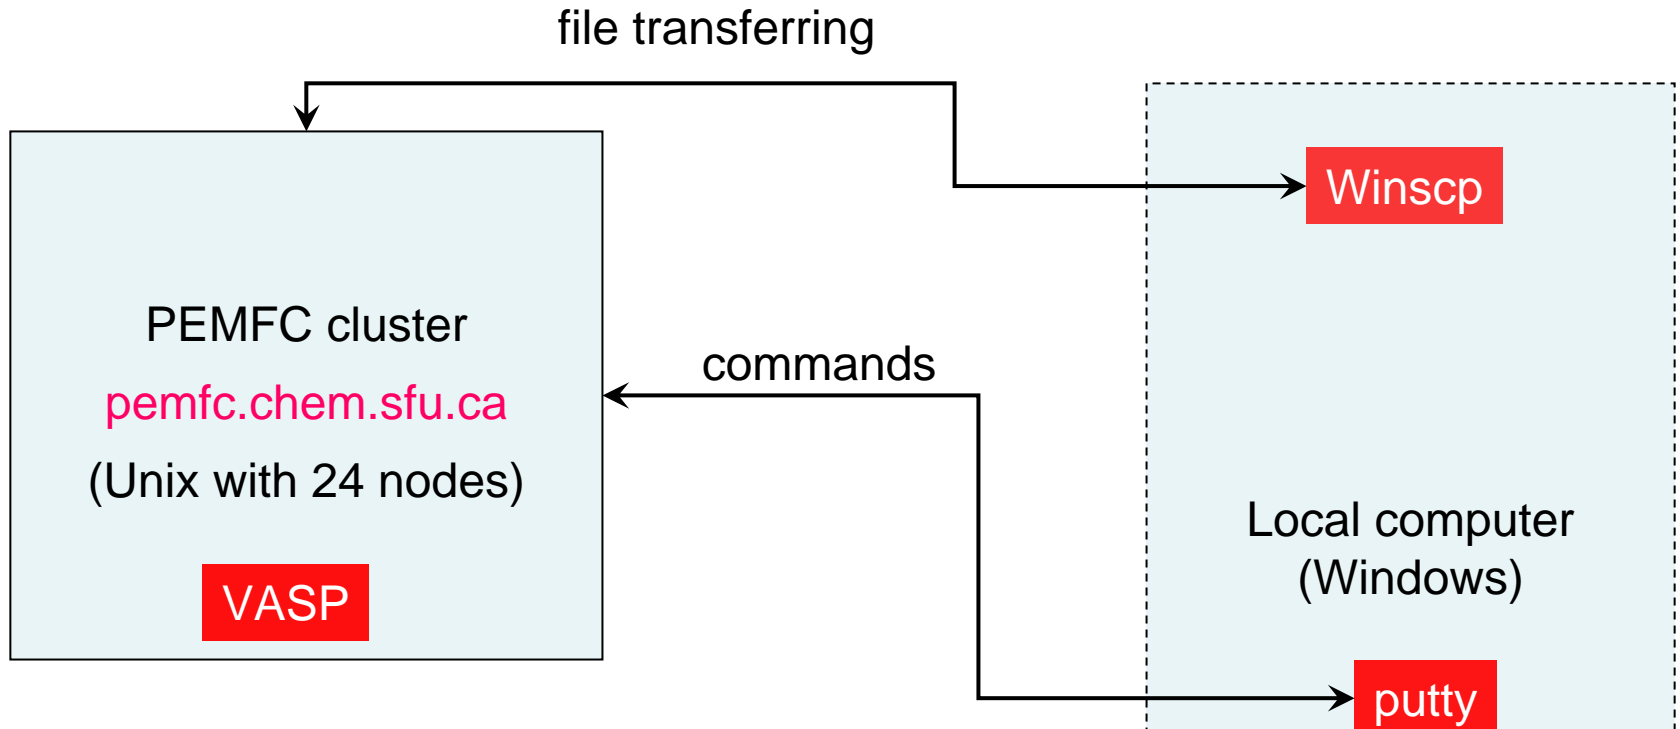 file transferring
Winscp
PEMFC cluster
pemfc.chem.sfu.ca
(Unix with 24 nodes)
VASP
commands
Local computer
(Windows)
putty